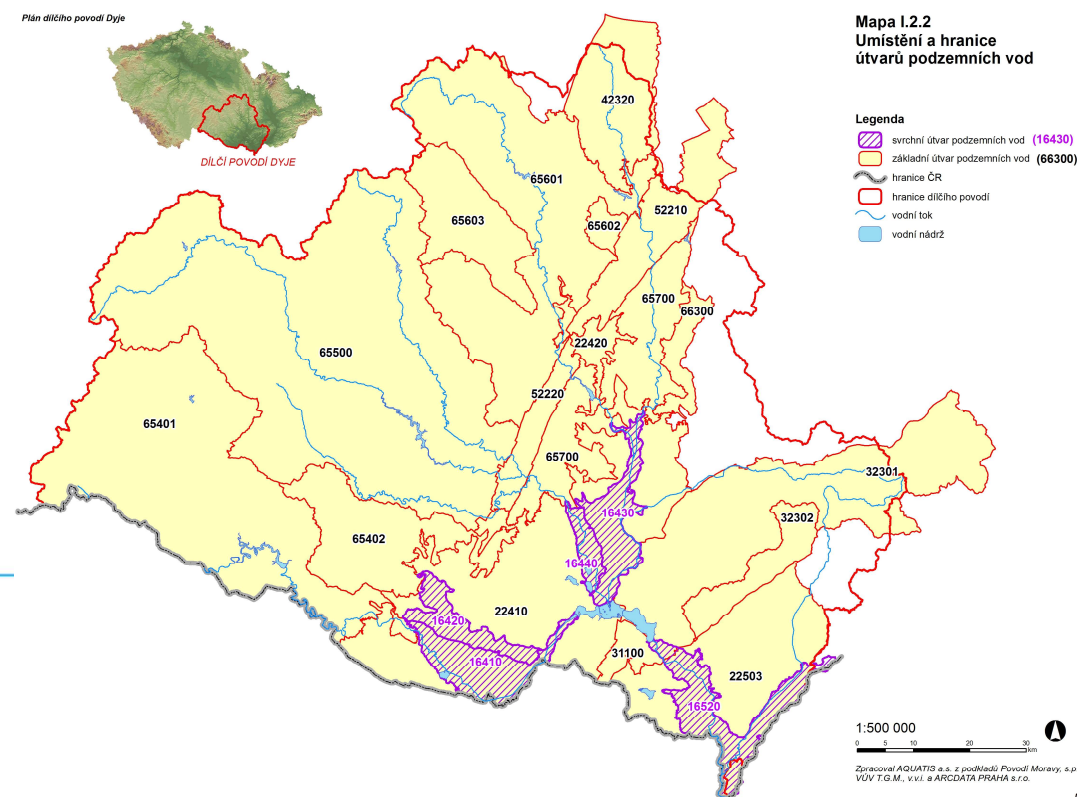 Plán dílčího povodí Dyje
DÍLČÍ POVODÍ DYJE
Mapa I.2.2
Umístění a hranice
útvarů podzemních vod
Legenda
svrchní útvar podzemních vod (16430)
základní útvar podzemních vod (66300)
hranice ČR
hranice dílčího povodí
vodní tok
vodní nádrž
42320
65601
65603
65602
52210
65700
66300
22420
65500
52220
65401
65700
32301
16430
32302
65402
16440
22410
16420
31100
16410
22503
16520
1:500 000
0 5 10 20 30
km
Zpracoval AQUATIS a.s. z podkladů Povodí Moravy, s.p
VÚV T.G.M., v.v.i. a ARCDATA PRAHA s.r.o.